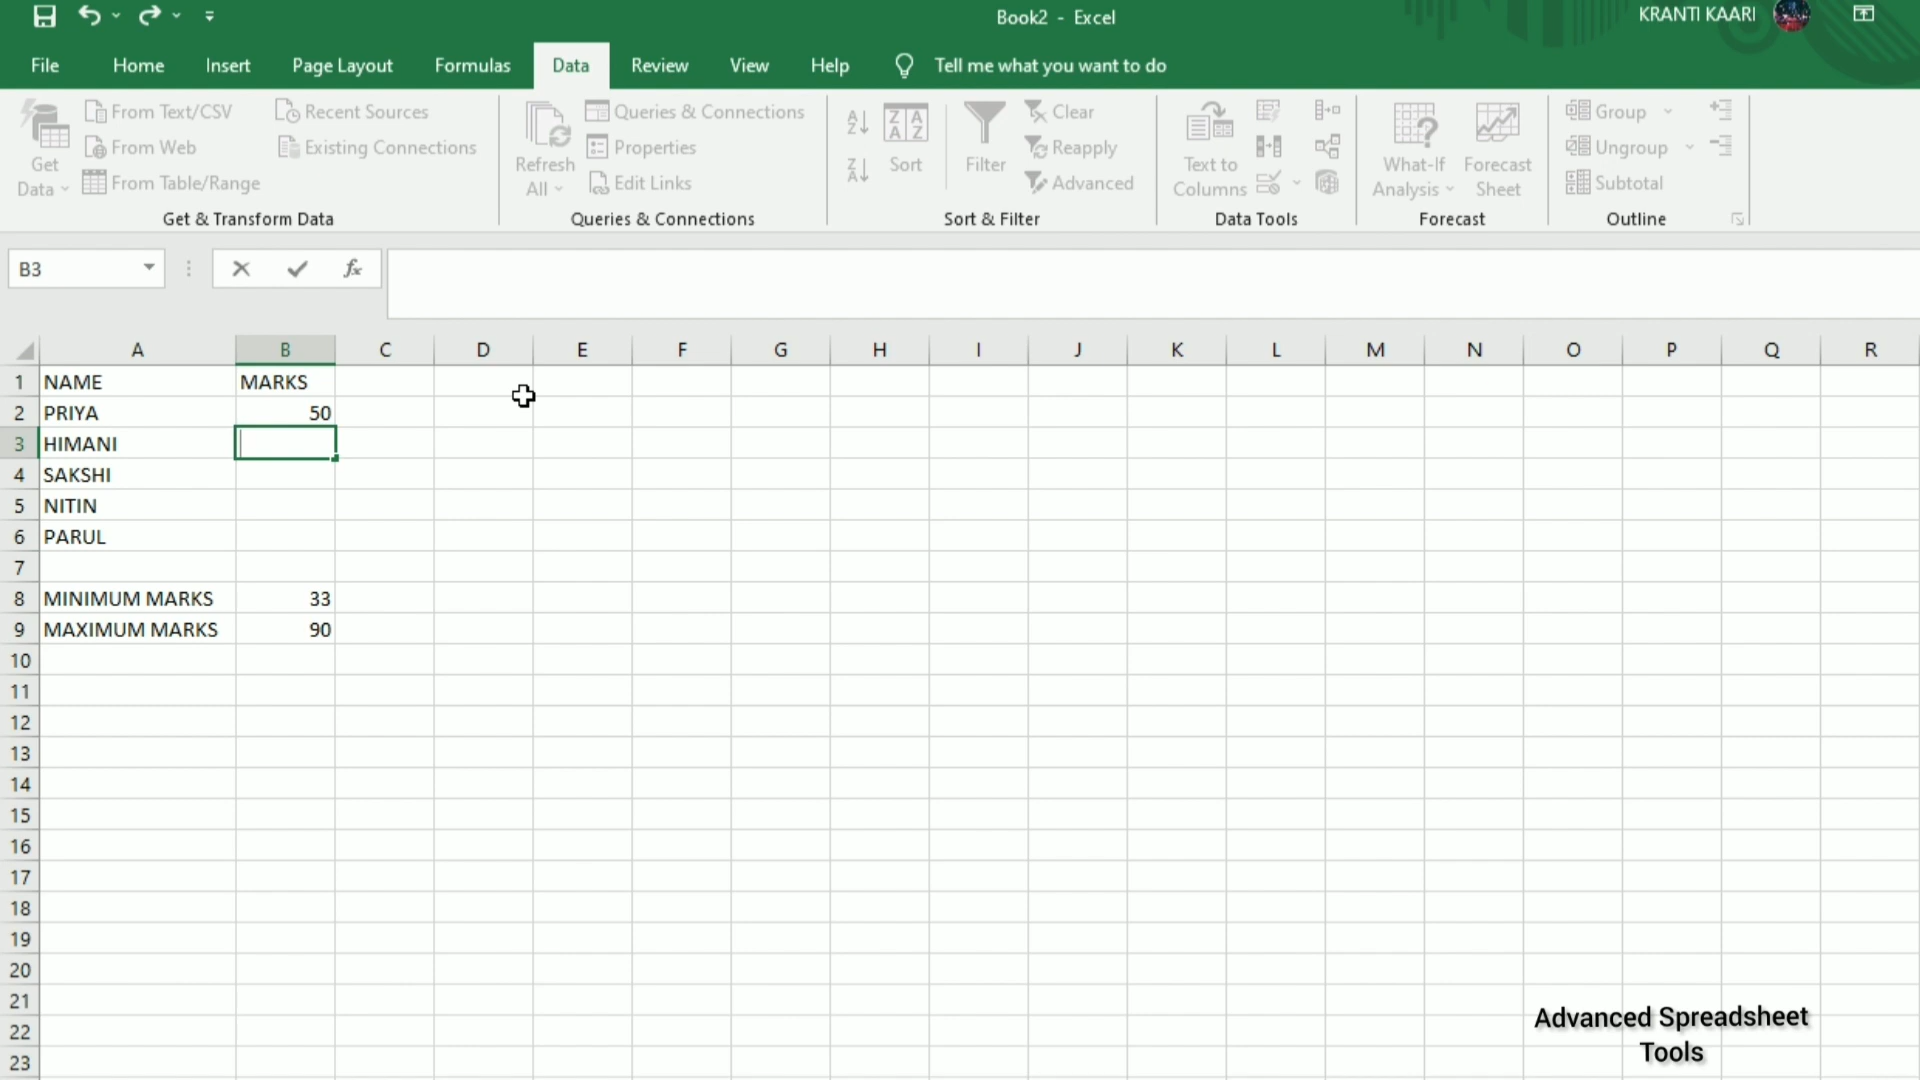 Book2 - Excel
KRANTI KAARI
File Home Insert Page Layout Formulas Data Review View Help Tell me what you want to do
Get Data
From Text/CSV
From Web
From Table/Range
Recent Sources
Existing Connections
Get & Transform Data
Refresh All
Queries & Connections
Properties
Edit Links
Queries & Connections
Sort
Filter
Clear
Reapply
Advanced
Sort & Filter
Text to Columns
Data Tools
What-If Analysis
Forecast Sheet
Forecast
Group
Ungroup
Subtotal
Outline
B3 fx
A B C D E F G H I J K L M N O P Q R
1 NAME MARKS
2 PRIYA 50
3 HIMANI
4 SAKSHI
5 NITIN
6 PARUL
7
8 MINIMUM MARKS 33
9 MAXIMUM MARKS 90
10
11
12
13
14
15
16
17
18
19
20
21
22
23
Advanced Spreadsheet
Tools